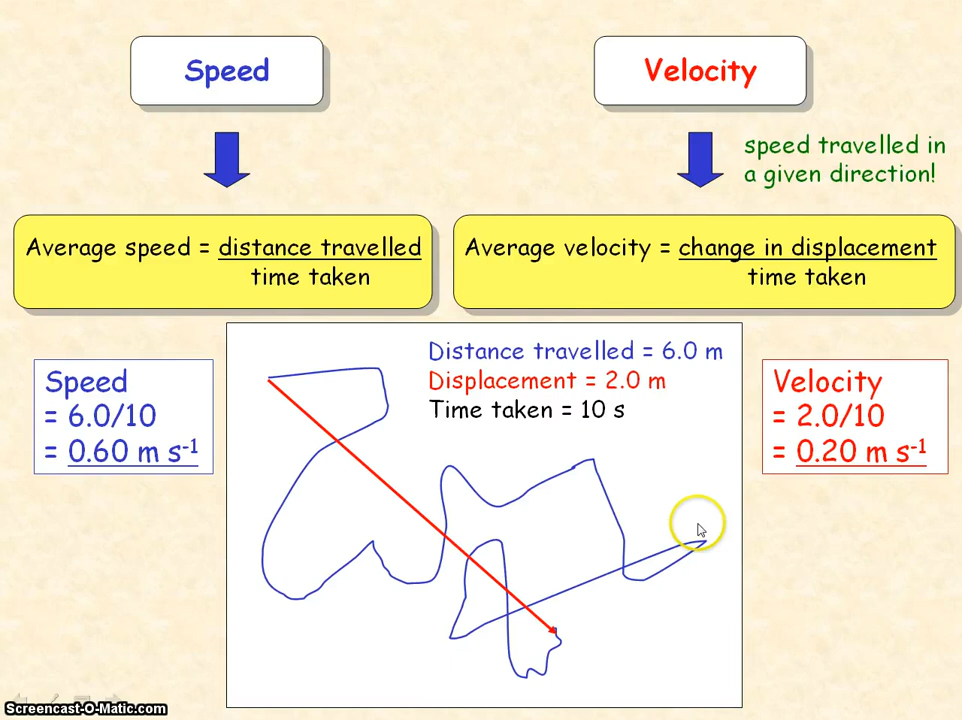 Speed
Velocity
speed travelled in
a given direction!
Average speed = distance travelled
time taken
Average velocity = change in displacement
time taken
Distance travelled = 6.0 m
Displacement = 2.0 m
Time taken = 10 s
Speed
= 6.0/10
= 0.60 m s⁻¹
Velocity
= 2.0/10
= 0.20 m s⁻¹
Screencast-O-Matic.com